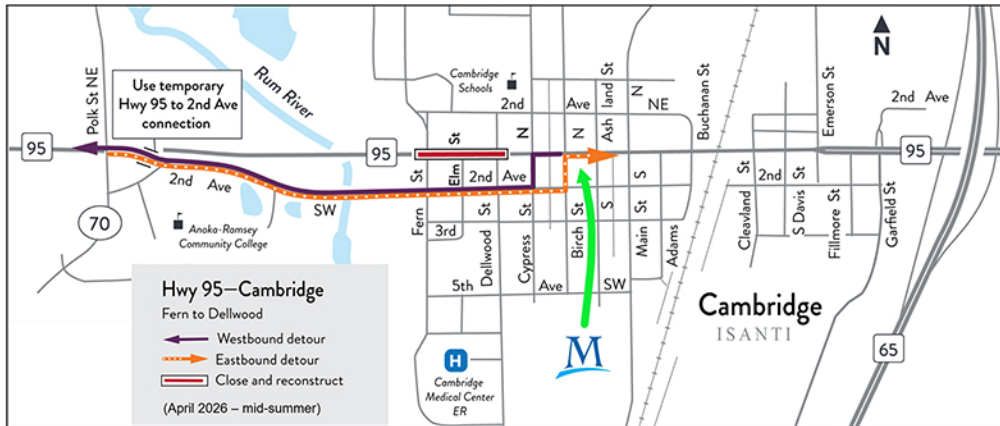 Use temporary
Hwy 95 to 2nd Ave
connection
Polk St NE
Rum River
Cambridge
Schools
2nd Ave NE
N
Ash land St
N
Buchanan St
Emerson St
2nd Ave
N
95
95
95
St
Elm
2nd Ave
N
N
2nd Ave
SW
70
Anoka-Ramsey
Community College
Fern St
3rd
Dellwood St
Cypress St
Birch St
S
Main St
S
Adams
Cleavland St
2nd
S Davis St
Fillmore St
Garfield St
5th Ave SW
Hwy 95—Cambridge
Fern to Dellwood
Westbound detour
Eastbound detour
Close and reconstruct
(April 2026 – mid-summer)
H
Cambridge
Medical Center
ER
M
Cambridge
ISANTI
65